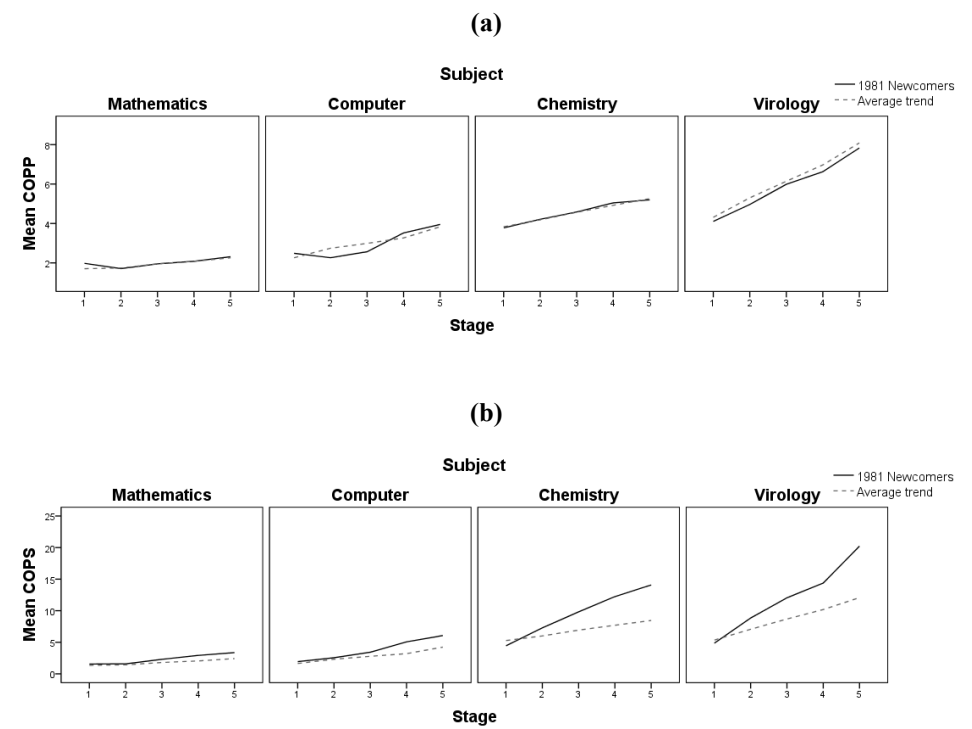 (a)
Subject
1981 Newcomers
Average trend
Mathematics Computer Chemistry Virology
Mean COPP
8
6
4
2
1 2 3 4 5 1 2 3 4 5 1 2 3 4 5 1 2 3 4 5
Stage
(b)
Subject
1981 Newcomers
Average trend
Mathematics Computer Chemistry Virology
Mean COPS
25
20
15
10
5
0
1 2 3 4 5 1 2 3 4 5 1 2 3 4 5 1 2 3 4 5
Stage